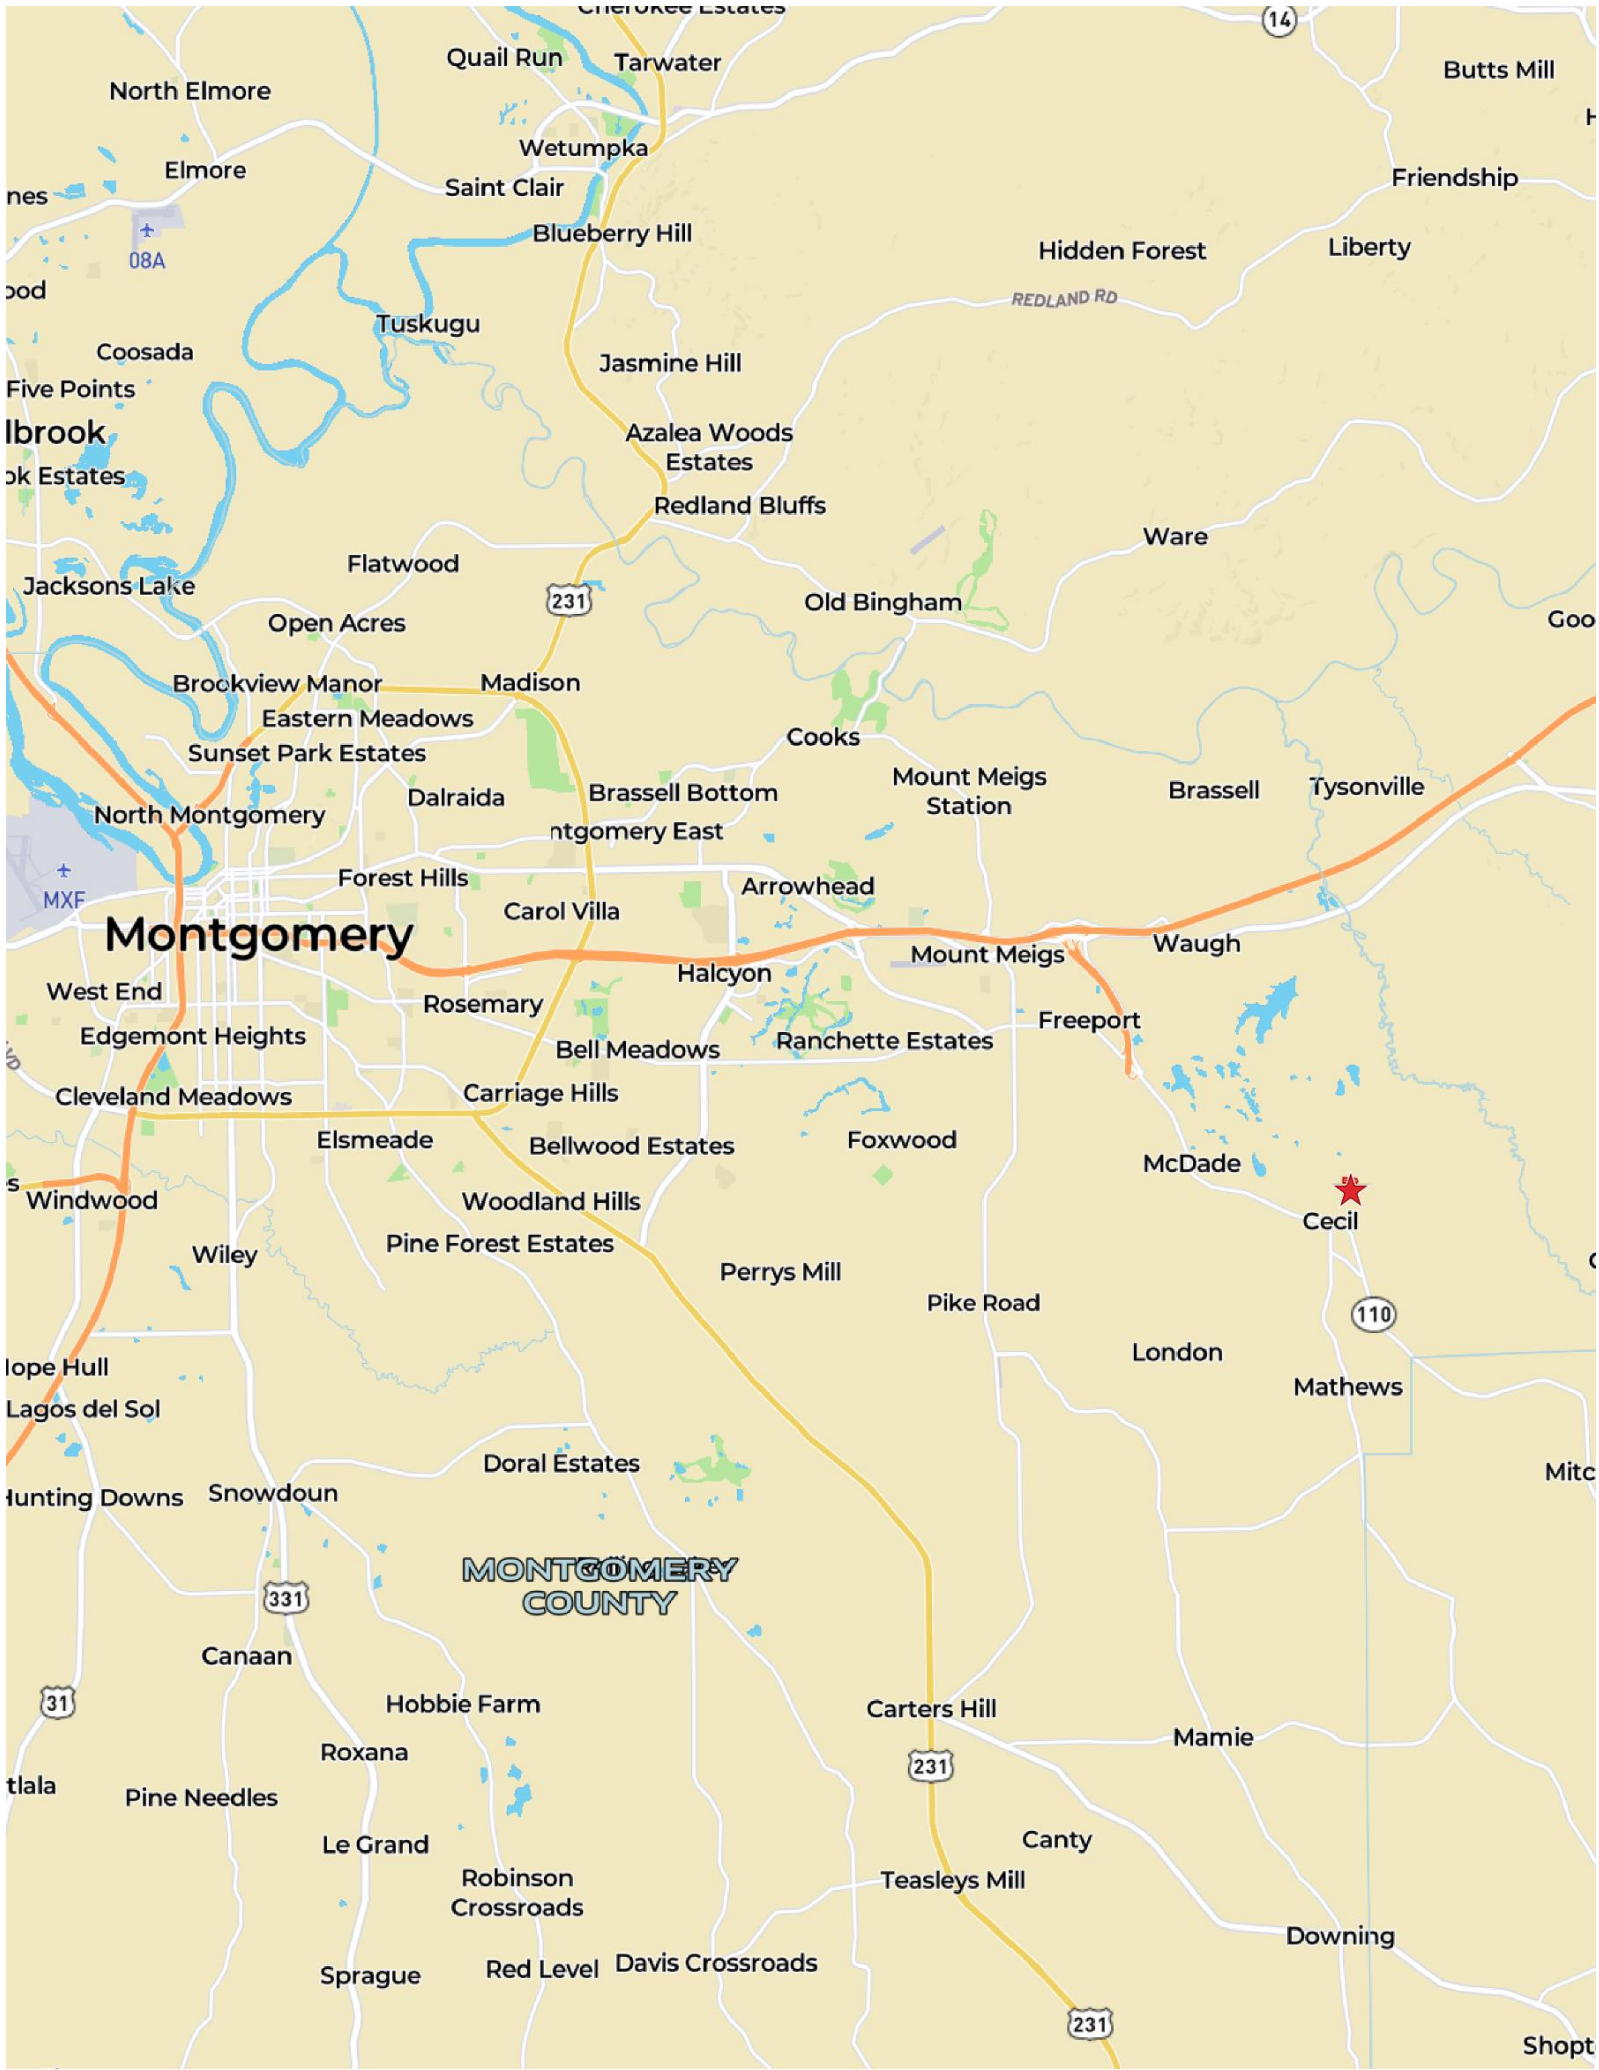 Cherokee Estates
14
Quail Run
Tarwater
Butts Mill
North Elmore
H
Wetumpka
Elmore
Saint Clair
Friendship
nes
Blueberry Hill
Hidden Forest
Liberty
08A
ood
REDLAND RD
Tuskugu
Coosada
Jasmine Hill
Five Points
lbrook
Azalea Woods
Estates
ok Estates
Redland Bluffs
Ware
Flatwood
Jacksons Lake
231
Old Bingham
Open Acres
Goo
Brookview Manor
Madison
Eastern Meadows
Cooks
Sunset Park Estates
Mount Meigs
Station
Brassell
Tysonville
Dalraida
Brassell Bottom
North Montgomery
ntgomery East
Forest Hills
Arrowhead
MXF
Carol Villa
Montgomery
Mount Meigs
Waugh
Halcyon
West End
Rosemary
Freeport
Edgemont Heights
Ranchette Estates
VD
Bell Meadows
Cleveland Meadows
Carriage Hills
Elsmeade
Bellwood Estates
Foxwood
McDade
s
Windwood
Woodland Hills
Cecil
Pine Forest Estates
Wiley
Perrys Mill
Pike Road
110
London
Hope Hull
Mathews
Lagos del Sol
Doral Estates
Mitc
Hunting Downs
Snowdoun
MONTGOMERY
COUNTY
331
Canaan
31
Hobbie Farm
Carters Hill
Mamie
Roxana
231
tlala
Pine Needles
Le Grand
Canty
Robinson
Crossroads
Teasleys Mill
Downing
Sprague
Red Level
Davis Crossroads
231
Shopt